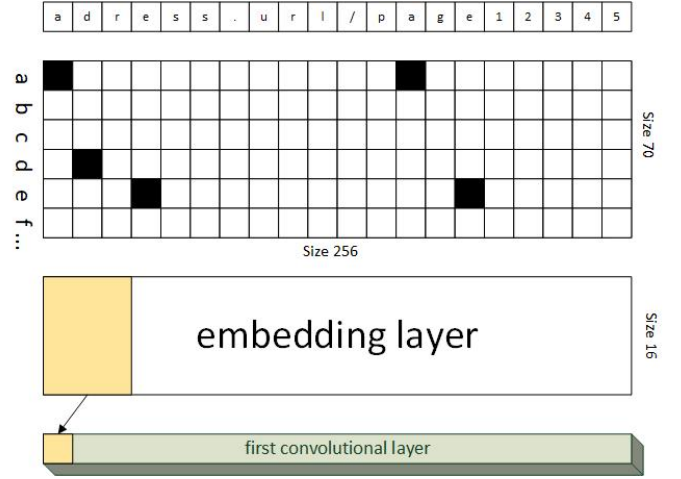 a d r e s s . u r l / p a g e 1 2 3 4 5
a
b
c
d
e
f...
Size 70
Size 256
embedding layer
Size 16
first convolutional layer